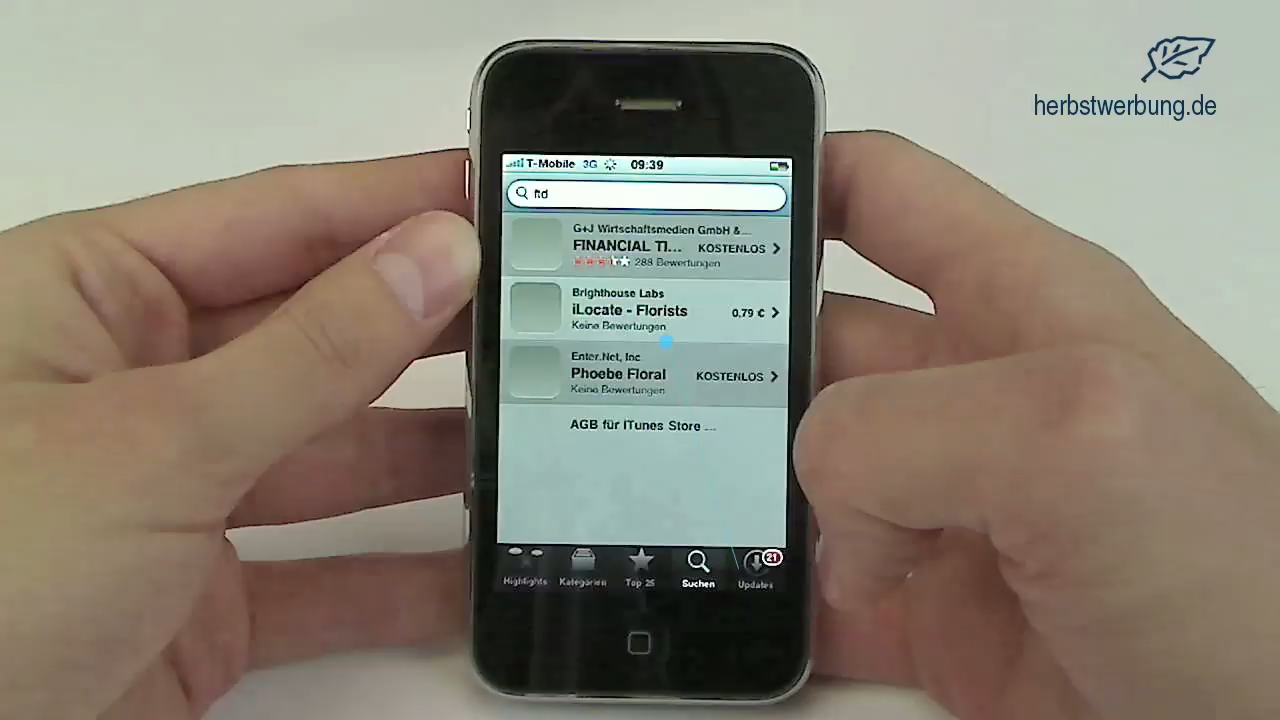 herbstwerbung.de
T-Mobile 3G 09:39
ftd
G+J Wirtschaftsmedien GmbH &...
FINANCIAL TI... KOSTENLOS
288 Bewertungen
Brighthouse Labs
iLocate - Florists 0,79 €
Keine Bewertungen
Enter.Net, Inc
Phoebe Floral KOSTENLOS
Keine Bewertungen
AGB für iTunes Store ...
21
Highlights Kategorien Top 25 Suchen Updates